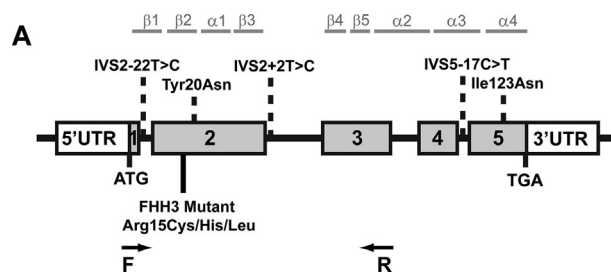 A
β1 β2 α1 β3 β4 β5 α2 α3 α4
IVS2-22T>C IVS2+2T>C IVS5-17C>T
Tyr20Asn Ile123Asn
5'UTR 1 2 3 4 5 3'UTR
ATG TGA
FHH3 Mutant
Arg15Cys/His/Leu
F R